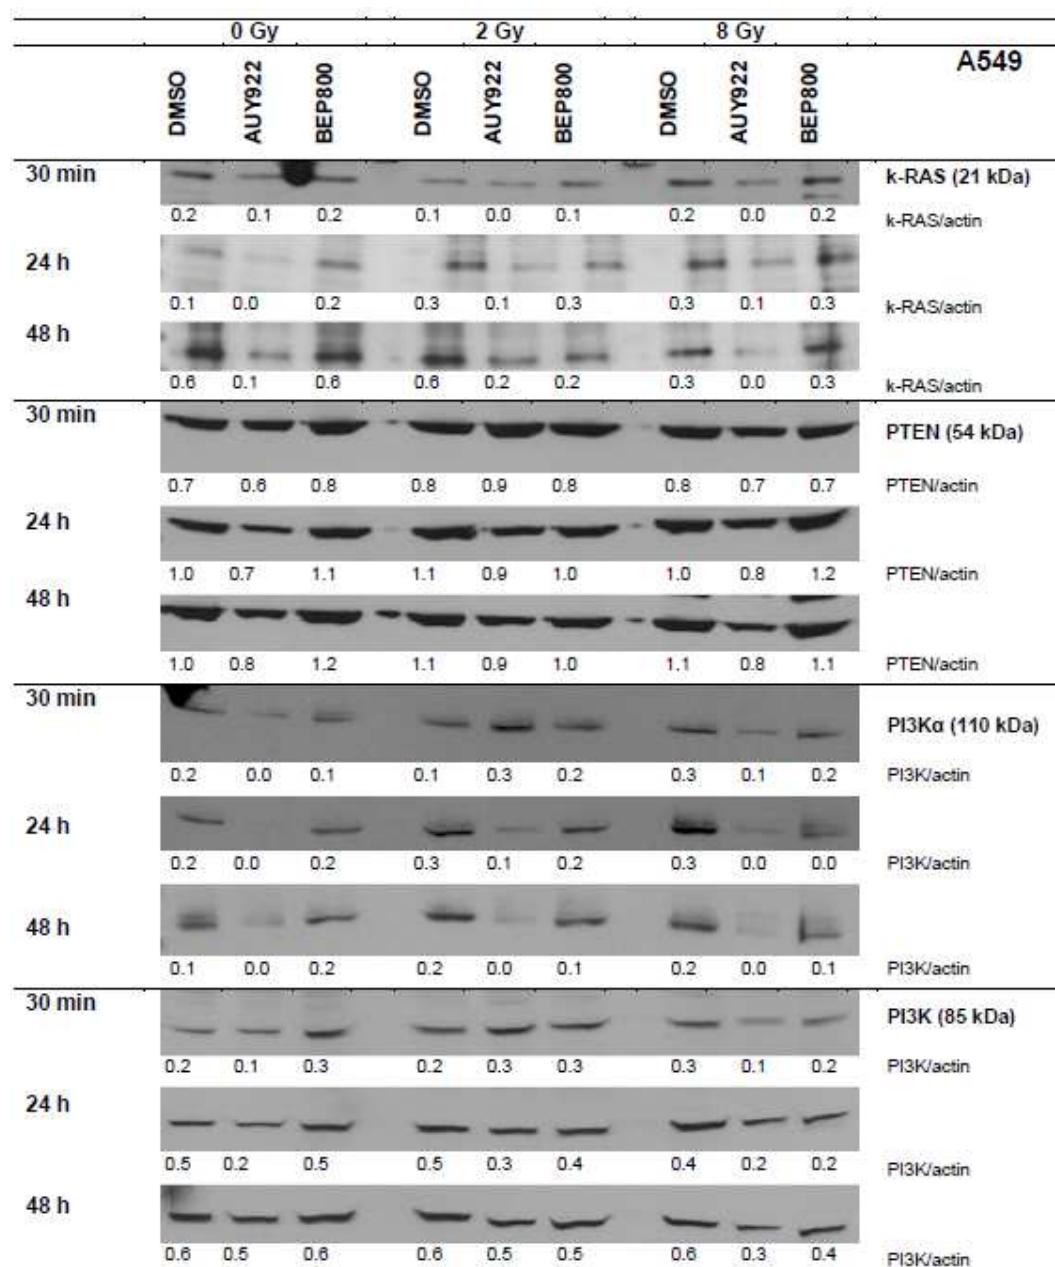 0 Gy 2 Gy 8 Gy
A549
DMSO AUY922 BEP800 DMSO AUY922 BEP800 DMSO AUY922 BEP800
30 min k-RAS (21 kDa)
0.2 0.1 0.2 0.1 0.0 0.1 0.2 0.0 0.2 k-RAS/actin
24 h
0.1 0.0 0.2 0.3 0.1 0.3 0.3 0.1 0.3 k-RAS/actin
48 h
0.6 0.1 0.6 0.6 0.2 0.2 0.3 0.0 0.3 k-RAS/actin
30 min PTEN (54 kDa)
0.7 0.6 0.8 0.8 0.9 0.8 0.8 0.7 0.7 PTEN/actin
24 h
1.0 0.7 1.1 1.1 0.9 1.0 1.0 0.8 1.2 PTEN/actin
48 h
1.0 0.8 1.2 1.1 0.9 1.0 1.1 0.8 1.1 PTEN/actin
30 min PI3Kα (110 kDa)
0.2 0.0 0.1 0.1 0.3 0.2 0.3 0.1 0.2 PI3K/actin
24 h
0.2 0.0 0.2 0.3 0.1 0.2 0.3 0.0 0.0 PI3K/actin
48 h
0.1 0.0 0.2 0.2 0.0 0.1 0.2 0.0 0.1 PI3K/actin
30 min PI3K (85 kDa)
0.2 0.1 0.3 0.2 0.3 0.3 0.3 0.1 0.2 PI3K/actin
24 h
0.5 0.2 0.5 0.5 0.3 0.4 0.4 0.2 0.2 PI3K/actin
48 h
0.6 0.5 0.6 0.6 0.5 0.5 0.6 0.3 0.4 PI3K/actin